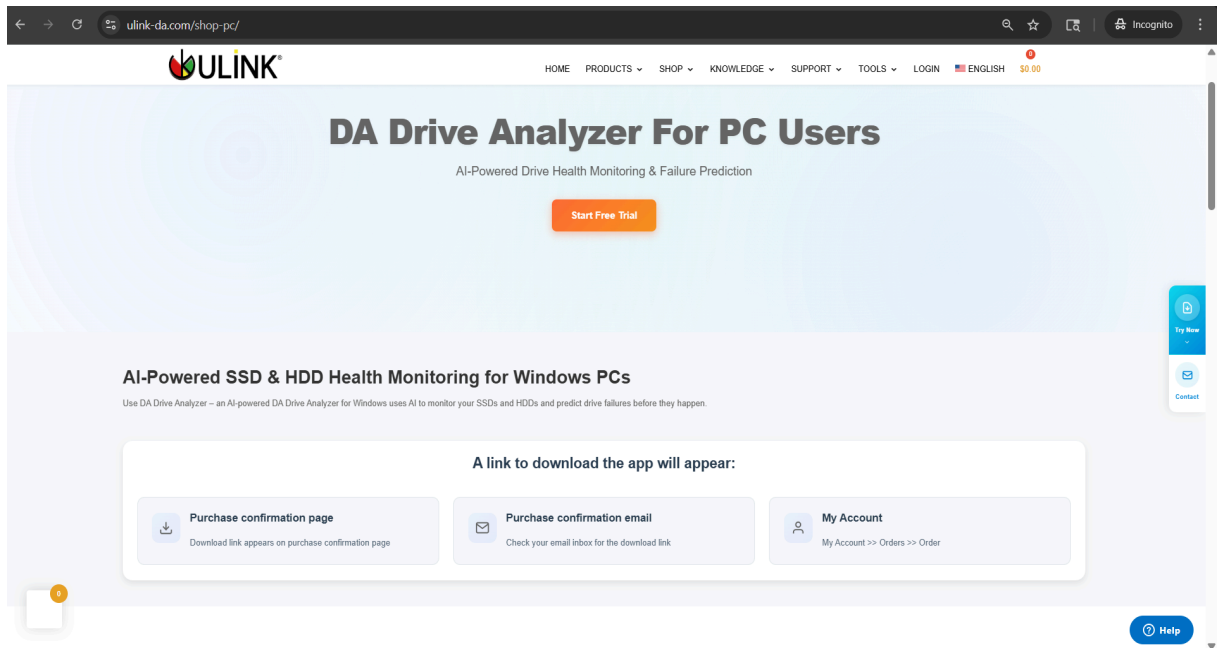 ulink-da.com/shop-pc/
Incognito
ULINK®
HOME PRODUCTS SHOP KNOWLEDGE SUPPORT TOOLS LOGIN ENGLISH 0 $0.00
DA Drive Analyzer For PC Users
AI-Powered Drive Health Monitoring & Failure Prediction
Start Free Trial
Try Now
Contact
AI-Powered SSD & HDD Health Monitoring for Windows PCs
Use DA Drive Analyzer – an AI-powered DA Drive Analyzer for Windows uses AI to monitor your SSDs and HDDs and predict drive failures before they happen.
A link to download the app will appear:
Purchase confirmation page
Download link appears on purchase confirmation page
Purchase confirmation email
Check your email inbox for the download link
My Account
My Account >> Orders >> Order
0
Help